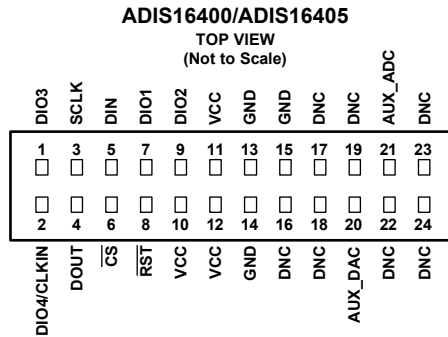 ADIS16400/ADIS16405
TOP VIEW
(Not to Scale)
DIO3 SCLK DIN DIO1 DIO2 VCC GND GND DNC DNC AUX_ADC DNC
1 3 5 7 9 11 13 15 17 19 21 23
2 4 6 8 10 12 14 16 18 20 22 24
DIO4/CLKIN DOUT C̅S̅ R̅S̅T̅ VCC VCC GND DNC DNC AUX_DAC DNC DNC